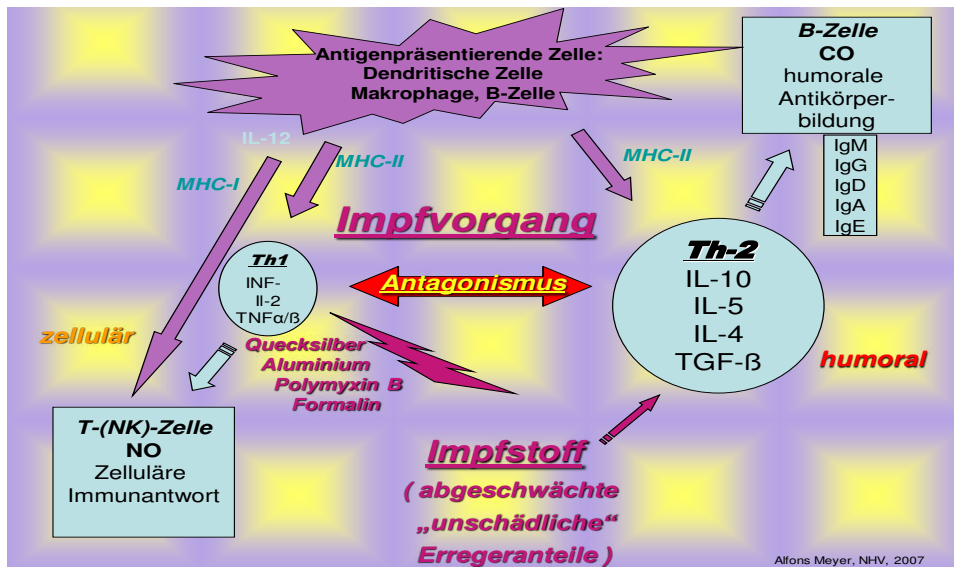 Antigenpräsentierende Zelle:
Dendritische Zelle
Makrophage, B-Zelle
B-Zelle
CO
humorale
Antikörper-
bildung
IgM
IgG
IgD
IgA
IgE
IL-12
MHC-I
MHC-II
MHC-II
Impfvorgang
Th1
INF-
Il-2
TNFα/ß
Antagonismus
Th-2
IL-10
IL-5
IL-4
TGF-ß
zellulär
humoral
Quecksilber
Aluminium
Polymyxin B
Formalin
T-(NK)-Zelle
NO
Zelluläre
Immunantwort
Impfstoff
( abgeschwächte
„unschädliche“
Erregeranteile )
Alfons Meyer, NHV, 2007